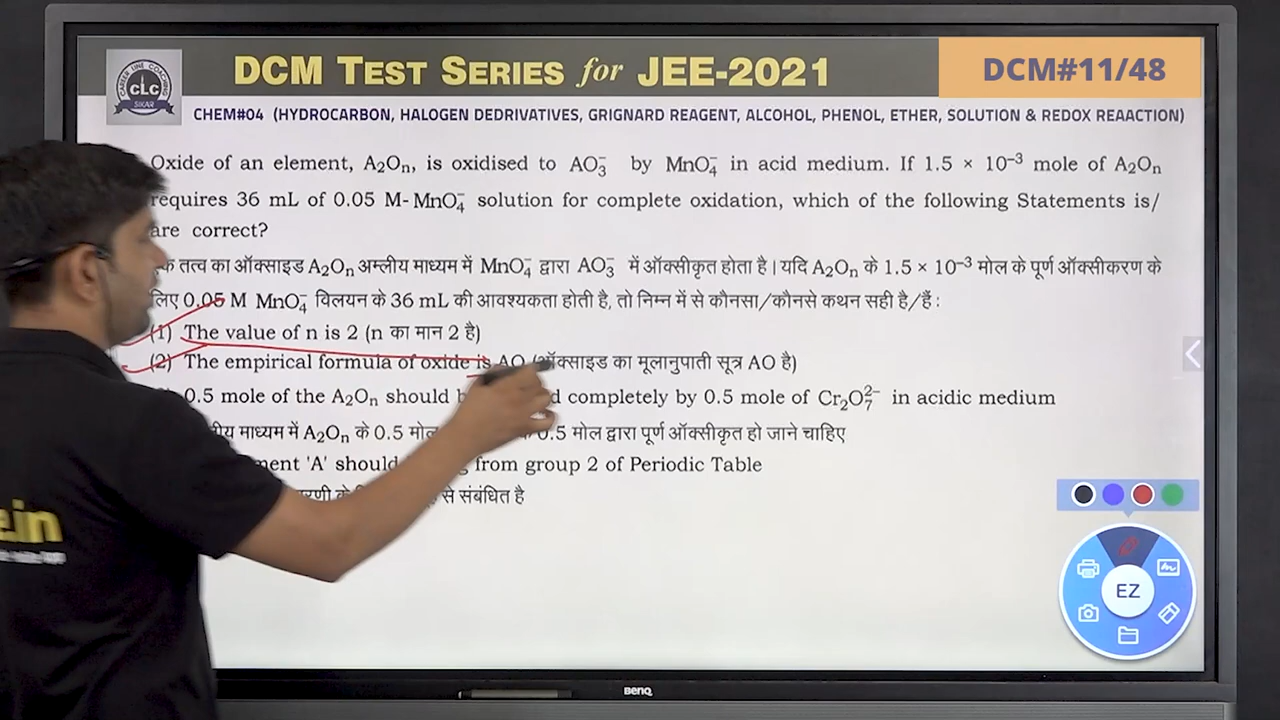 DCM TEST SERIES for JEE-2021
DCM#11/48
CAREER LINE COACHING
CLC
SIKAR
CHEM#04 (HYDROCARBON, HALOGEN DEDRIVATIVES, GRIGNARD REAGENT, ALCOHOL, PHENOL, ETHER, SOLUTION & REDOX REAACTION)
Oxide of an element, A₂Oₙ, is oxidised to AO₃⁻ by MnO₄⁻ in acid medium. If 1.5 × 10⁻³ mole of A₂Oₙ
requires 36 mL of 0.05 M- MnO₄⁻ solution for complete oxidation, which of the following Statements is/
are correct?
तत्व का ऑक्साइड A₂Oₙ अम्लीय माध्यम में MnO₄⁻ द्वारा AO₃⁻ में ऑक्सीकृत होता है। यदि A₂Oₙ के 1.5 × 10⁻³ मोल के पूर्ण ऑक्सीकरण के
लिए 0.05 M MnO₄⁻ विलयन के 36 mL की आवश्यकता होती है, तो निम्न में से कौनसा/कौनसे कथन सही है/हैं :
(1) The value of n is 2 (n का मान 2 है)
(2) The empirical formula of oxide is AO (ऑक्साइड का मूलानुपाती सूत्र AO है)
0.5 mole of the A₂Oₙ should completely by 0.5 mole of Cr₂O₇²⁻ in acidic medium
माध्यम में A₂Oₙ के 0.5 0.5 मोल द्वारा पूर्ण ऑक्सीकृत हो जाने चाहिए
'A' should from group 2 of Periodic Table
से संबंधित है
e.in
EZ
BenQ